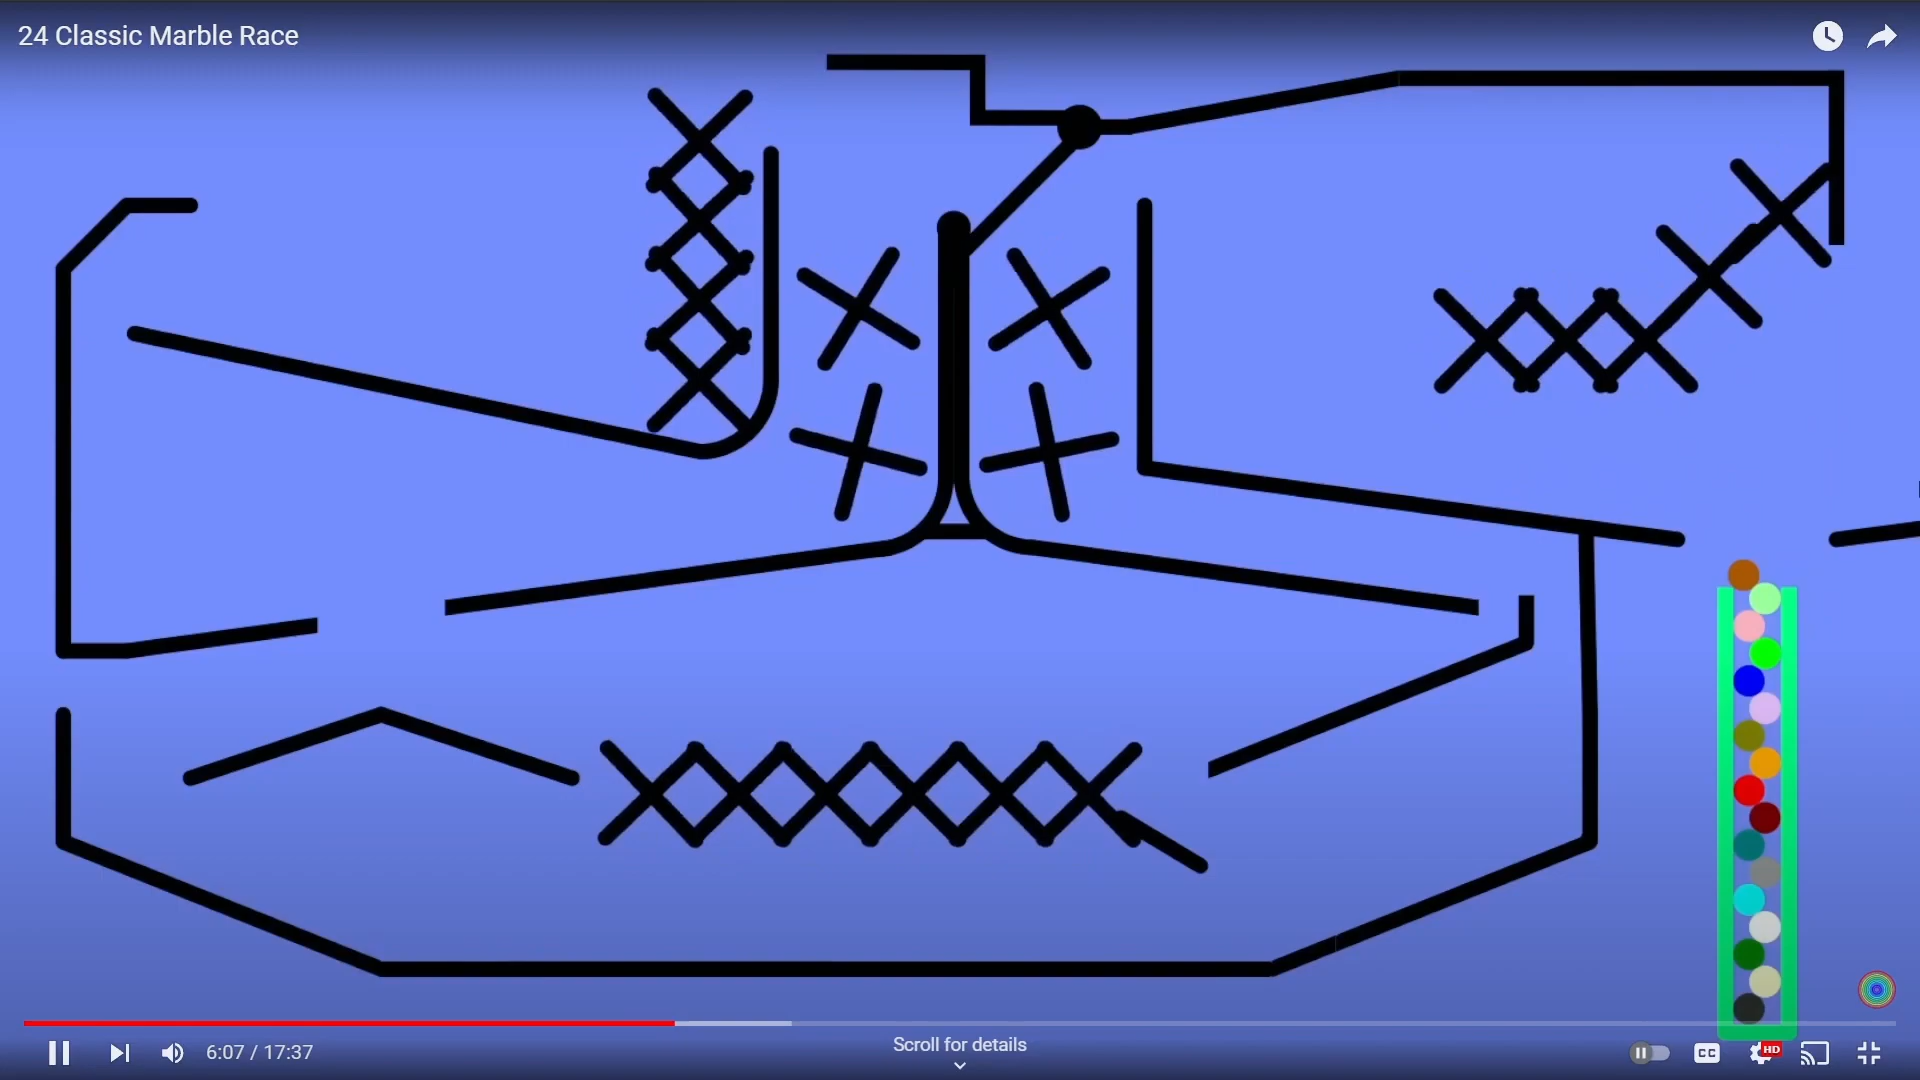 24 Classic Marble Race
6:07 / 17:37
Scroll for details
CC
HD